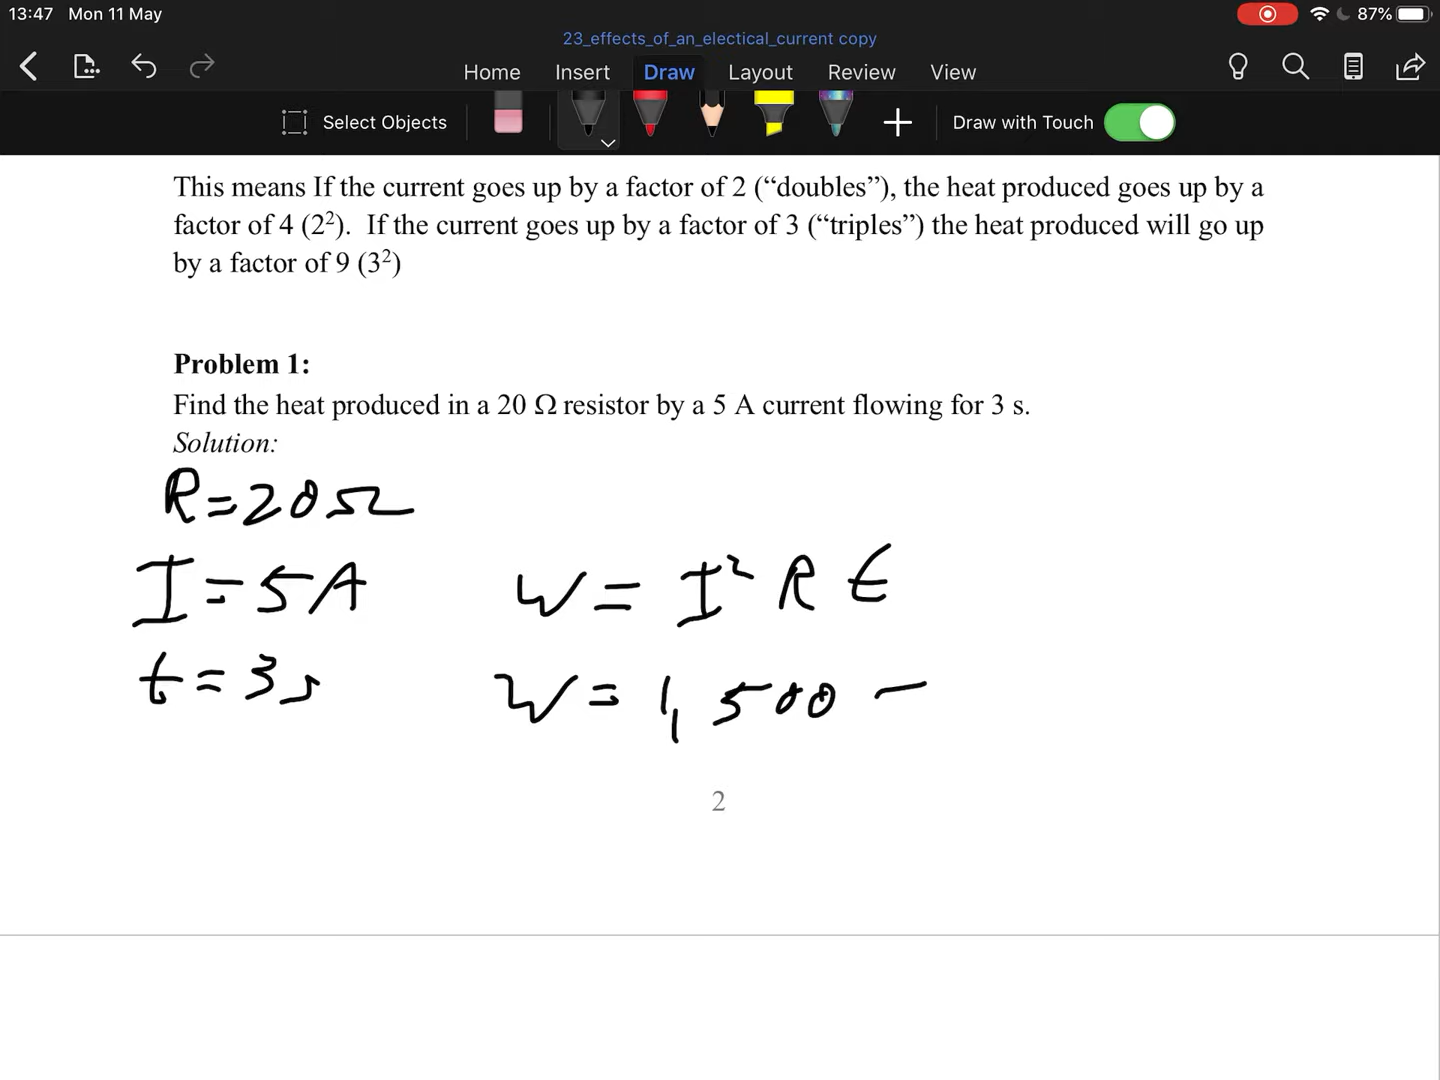 13:47 Mon 11 May 87%
23_effects_of_an_electical_current copy
Home Insert Draw Layout Review View
Select Objects Draw with Touch
This means If the current goes up by a factor of 2 (“doubles”), the heat produced goes up by a
factor of 4 (2²). If the current goes up by a factor of 3 (“triples”) the heat produced will go up
by a factor of 9 (3²)
Problem 1:
Find the heat produced in a 20 Ω resistor by a 5 A current flowing for 3 s.
Solution:
R = 20 Ω
I = 5 A W = I² R t
t = 3 s W = 1,500
2